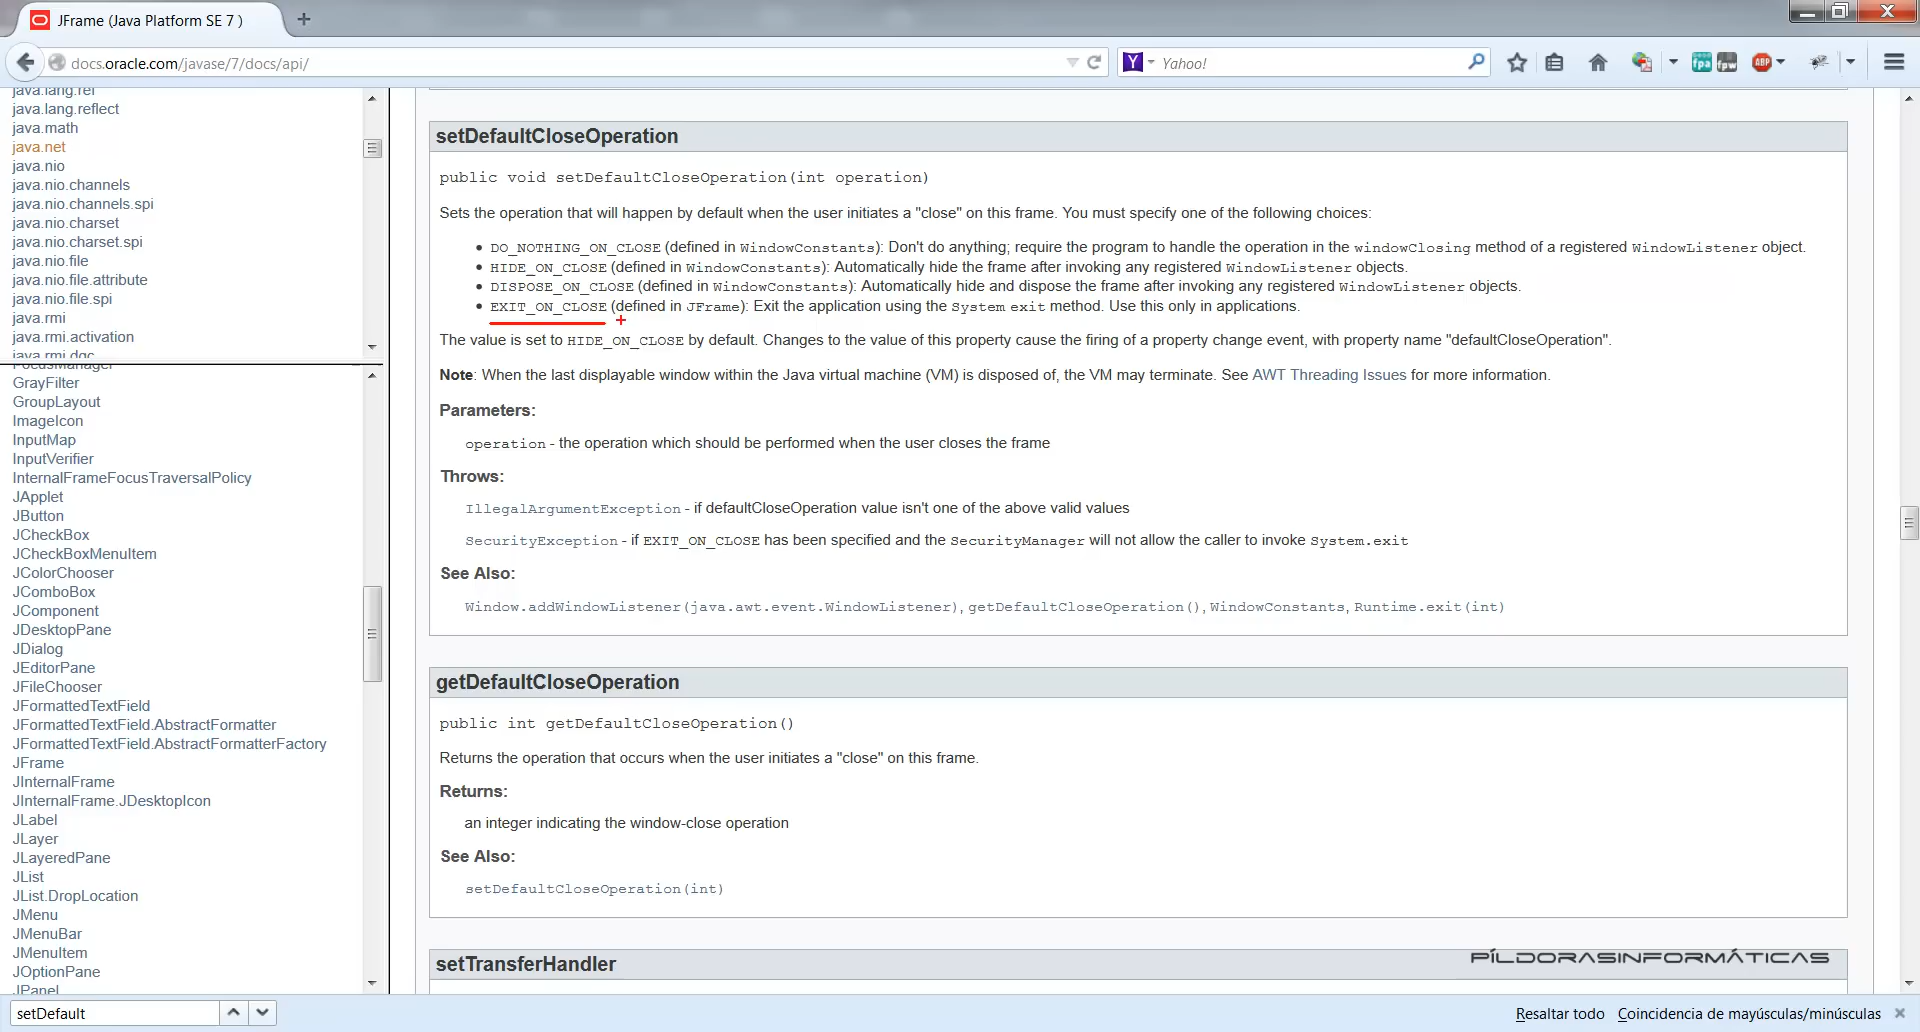 JFrame (Java Platform SE 7 )
docs.oracle.com/javase/7/docs/api/
Yahoo!
java.lang.ref
java.lang.reflect
java.math
java.net
java.nio
java.nio.channels
java.nio.channels.spi
java.nio.charset
java.nio.charset.spi
java.nio.file
java.nio.file.attribute
java.nio.file.spi
java.rmi
java.rmi.activation
java.rmi.dgc
FocusManager
GrayFilter
GroupLayout
ImageIcon
InputMap
InputVerifier
InternalFrameFocusTraversalPolicy
JApplet
JButton
JCheckBox
JCheckBoxMenuItem
JColorChooser
JComboBox
JComponent
JDesktopPane
JDialog
JEditorPane
JFileChooser
JFormattedTextField
JFormattedTextField.AbstractFormatter
JFormattedTextField.AbstractFormatterFactory
JFrame
JInternalFrame
JInternalFrame.JDesktopIcon
JLabel
JLayer
JLayeredPane
JList
JList.DropLocation
JMenu
JMenuBar
JMenuItem
JOptionPane
JPanel
setDefaultCloseOperation
public void setDefaultCloseOperation(int operation)
Sets the operation that will happen by default when the user initiates a "close" on this frame. You must specify one of the following choices:
• DO_NOTHING_ON_CLOSE (defined in WindowConstants): Don't do anything; require the program to handle the operation in the windowClosing method of a registered WindowListener object.
• HIDE_ON_CLOSE (defined in WindowConstants): Automatically hide the frame after invoking any registered WindowListener objects.
• DISPOSE_ON_CLOSE (defined in WindowConstants): Automatically hide and dispose the frame after invoking any registered WindowListener objects.
• EXIT_ON_CLOSE (defined in JFrame): Exit the application using the System exit method. Use this only in applications.
The value is set to HIDE_ON_CLOSE by default. Changes to the value of this property cause the firing of a property change event, with property name "defaultCloseOperation".
Note: When the last displayable window within the Java virtual machine (VM) is disposed of, the VM may terminate. See AWT Threading Issues for more information.
Parameters:
operation - the operation which should be performed when the user closes the frame
Throws:
IllegalArgumentException - if defaultCloseOperation value isn't one of the above valid values
SecurityException - if EXIT_ON_CLOSE has been specified and the SecurityManager will not allow the caller to invoke System.exit
See Also:
Window.addWindowListener(java.awt.event.WindowListener), getDefaultCloseOperation(), WindowConstants, Runtime.exit(int)
getDefaultCloseOperation
public int getDefaultCloseOperation()
Returns the operation that occurs when the user initiates a "close" on this frame.
Returns:
an integer indicating the window-close operation
See Also:
setDefaultCloseOperation(int)
setTransferHandler
PÍLDORASINFORMÁTICAS
setDefault
Resaltar todo Coincidencia de mayúsculas/minúsculas
Y
ABP
fpa
fpw